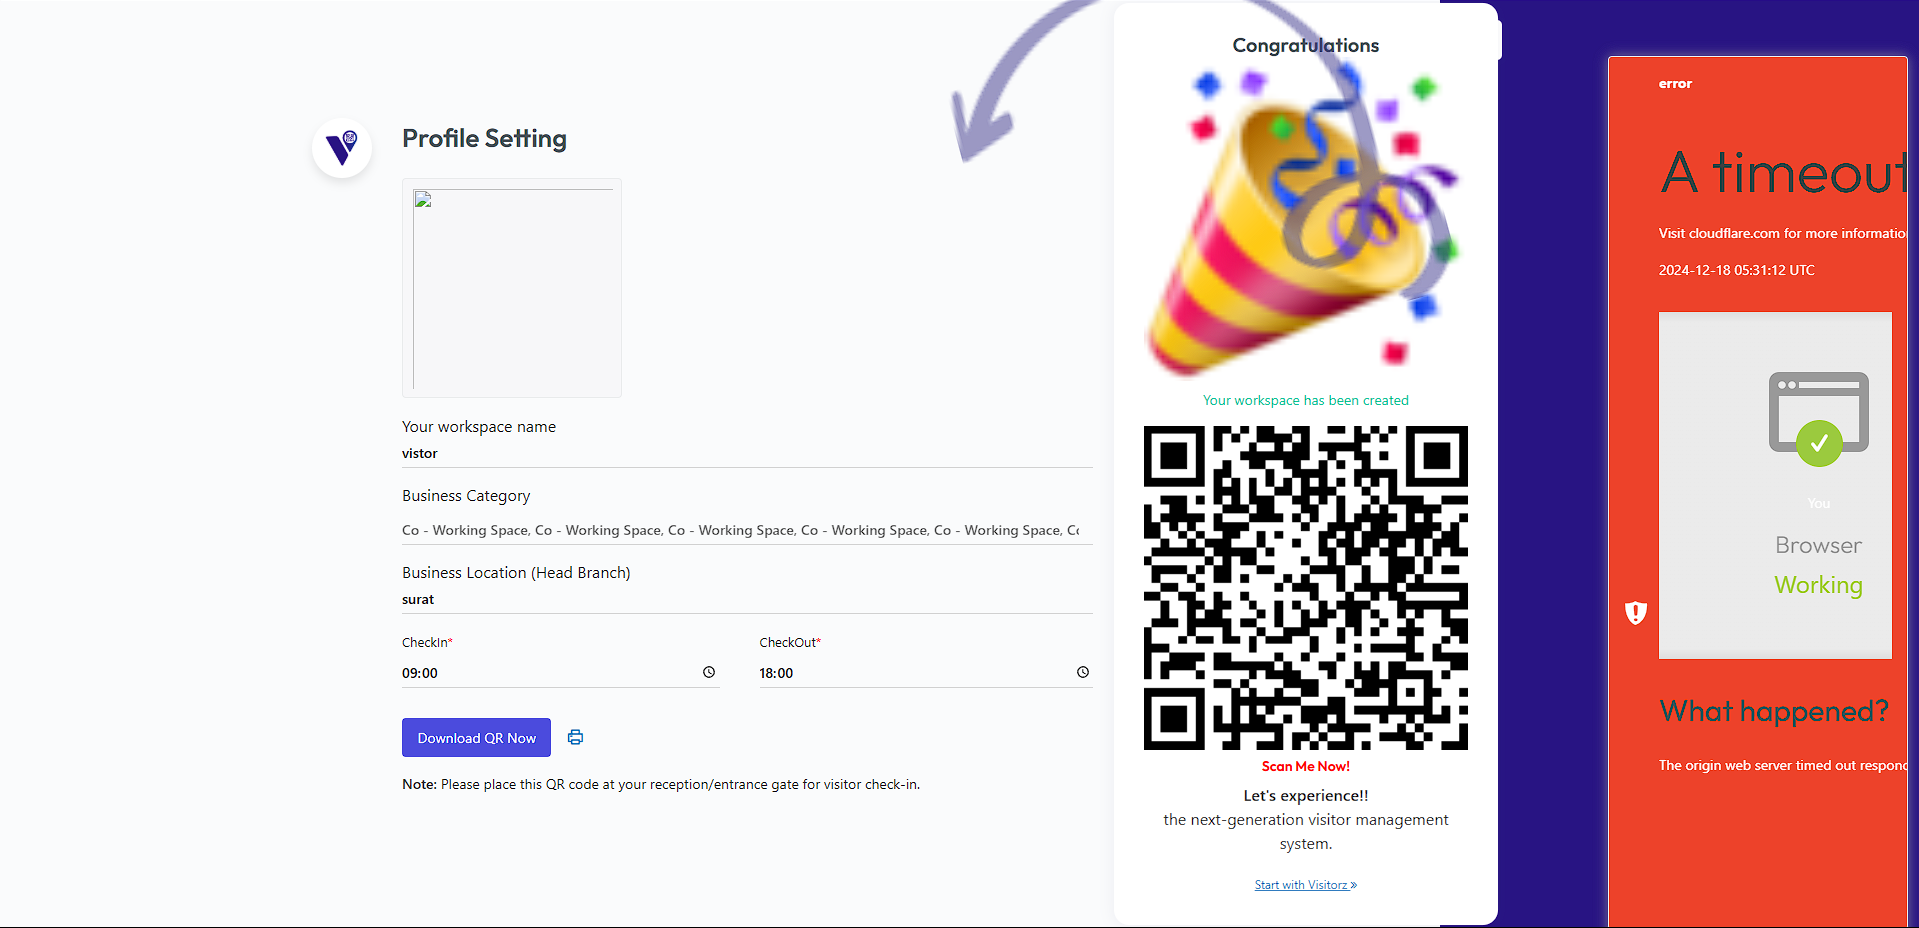 Profile Setting
Your workspace name
vistor
Business Category
Co - Working Space, Co - Working Space, Co - Working Space, Co - Working Space, Co - Working Space, Co
Business Location (Head Branch)
surat
CheckIn*
CheckOut*
09:00
18:00
Download QR Now
Note: Please place this QR code at your reception/entrance gate for visitor check-in.
Congratulations
Your workspace has been created
Scan Me Now!
Let's experience!!
the next-generation visitor management
system.
Start with Visitorz »
error
A timeout
Visit cloudflare.com for more informatio
2024-12-18 05:31:12 UTC
You
Browser
Working
What happened?
The origin web server timed out respon